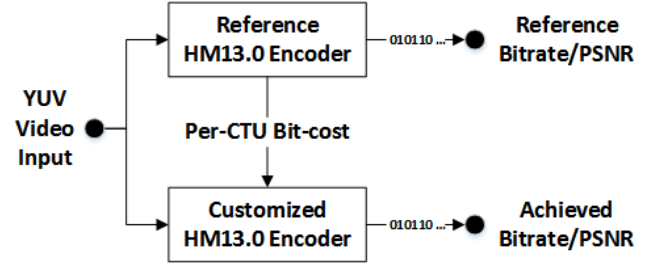 Reference
HM13.0 Encoder
010110 ...
Reference
Bitrate/PSNR
YUV
Video
Input
Per-CTU Bit-cost
Customized
HM13.0 Encoder
010110 ...
Achieved
Bitrate/PSNR